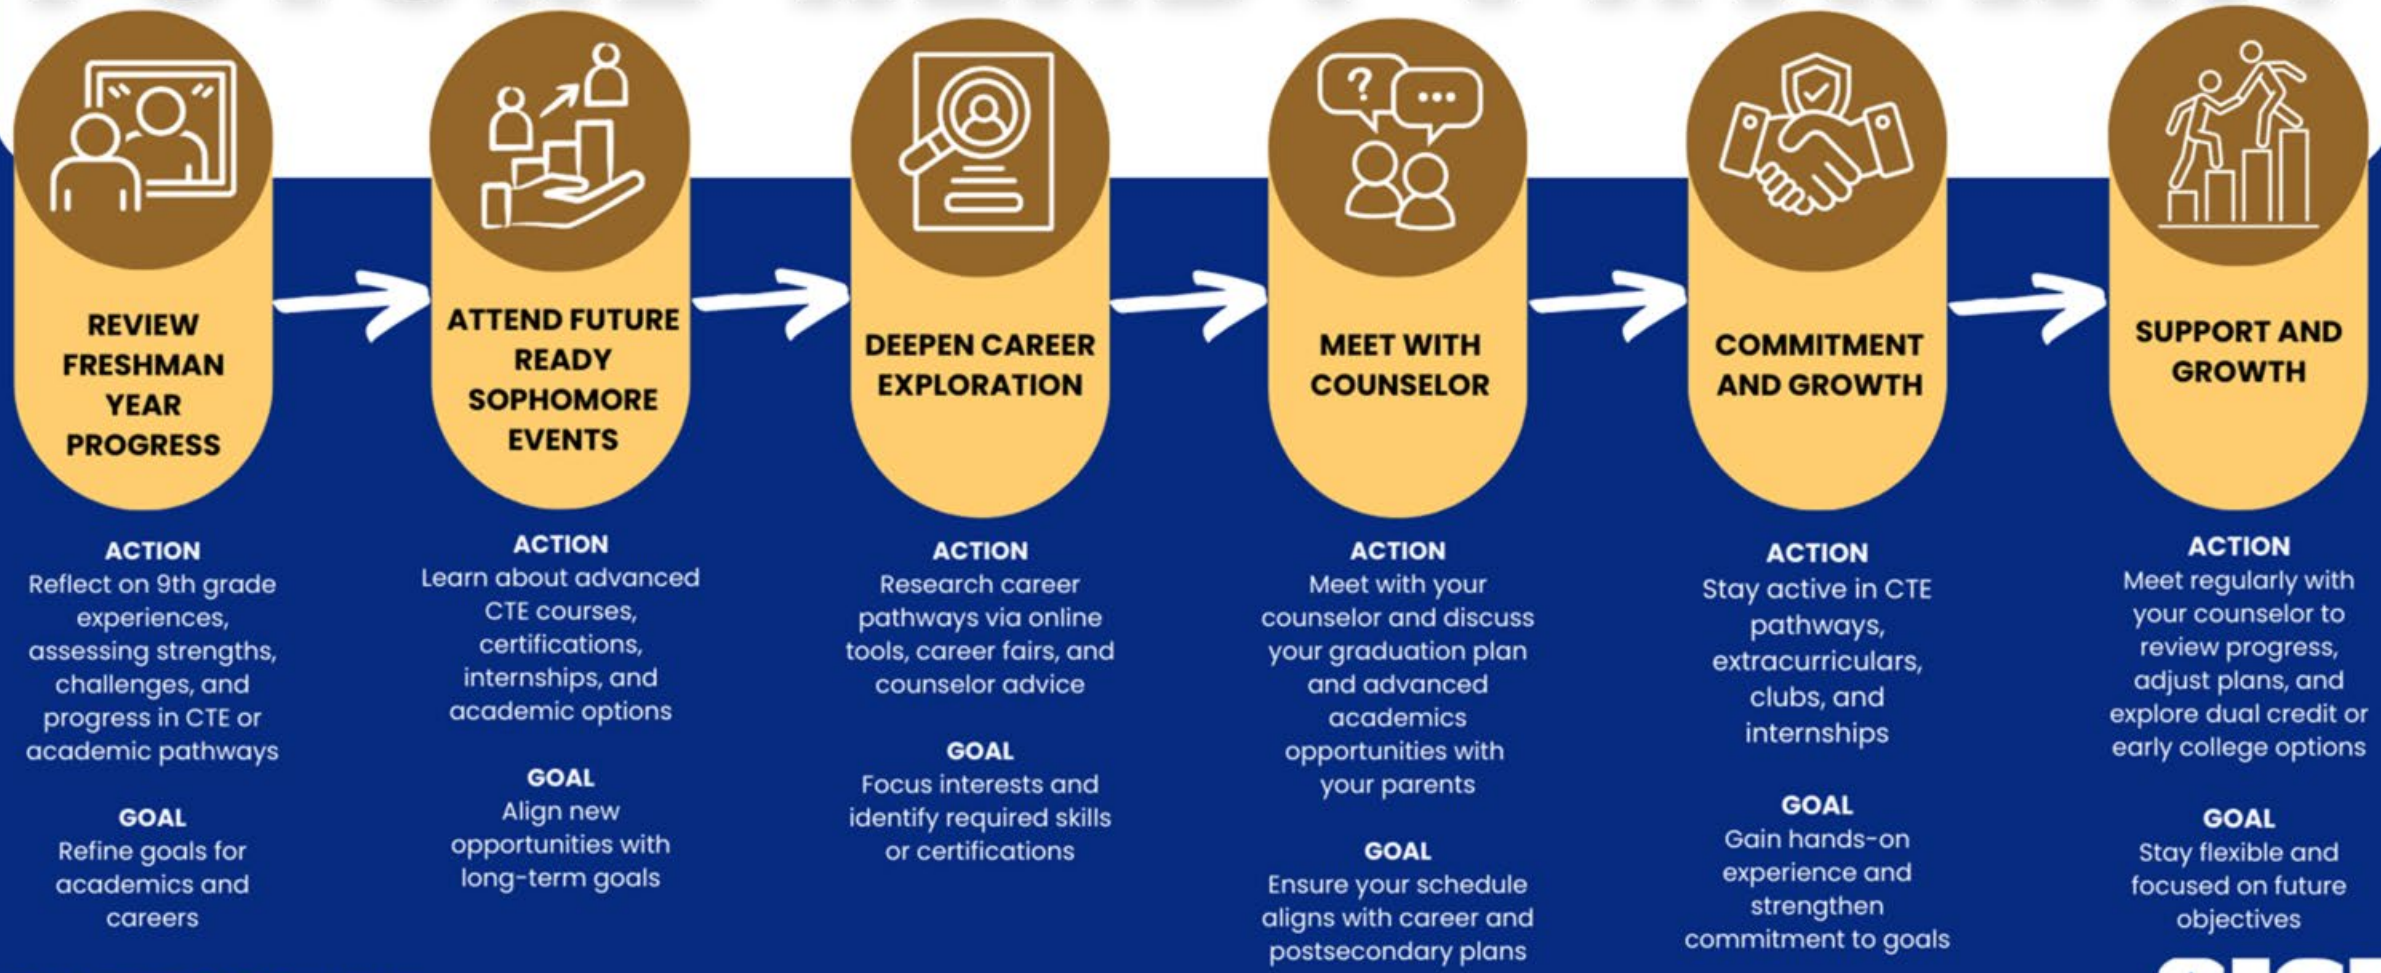 REVIEW
FRESHMAN
YEAR
PROGRESS
ACTION
Reflect on 9th grade
experiences,
assessing strengths,
challenges, and
progress in CTE or
academic pathways
GOAL
Refine goals for
academics and
careers
ATTEND FUTURE
READY
SOPHOMORE
EVENTS
ACTION
Learn about advanced
CTE courses,
certifications,
internships, and
academic options
GOAL
Align new
opportunities with
long-term goals
DEEPEN CAREER
EXPLORATION
ACTION
Research career
pathways via online
tools, career fairs, and
counselor advice
GOAL
Focus interests and
identify required skills
or certifications
?
...
MEET WITH
COUNSELOR
ACTION
Meet with your
counselor and discuss
your graduation plan
and advanced
academics
opportunities with
your parents
GOAL
Ensure your schedule
aligns with career and
postsecondary plans
COMMITMENT
AND GROWTH
ACTION
Stay active in CTE
pathways,
extracurriculars,
clubs, and
internships
GOAL
Gain hands-on
experience and
strengthen
commitment to goals
SUPPORT AND
GROWTH
ACTION
Meet regularly with
your counselor to
review progress,
adjust plans, and
explore dual credit or
early college options
GOAL
Stay flexible and
focused on future
objectives